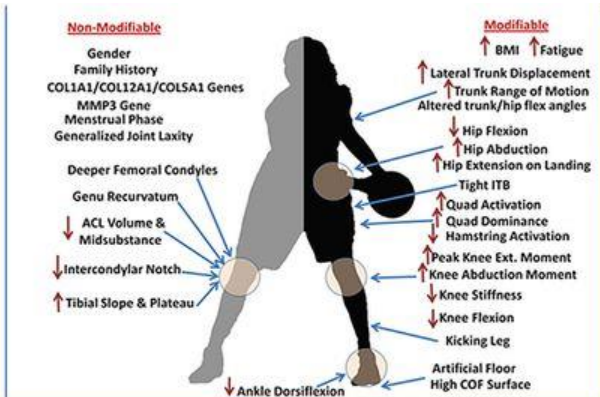 Non-Modifiable
Gender
Family History
COL1A1/COL12A1/COL5A1 Genes
MMP3 Gene
Menstrual Phase
Generalized Joint Laxity
Deeper Femoral Condyles
Genu Recurvatum
↓ ACL Volume &
Midsubstance
↓ Intercondylar Notch
↑ Tibial Slope & Plateau
↓ Ankle Dorsiflexion
Modifiable
↑ BMI ↑ Fatigue
↑ Lateral Trunk Displacement
↑ Trunk Range of Motion
Altered trunk/hip flex angles
↓ Hip Flexion
↑ Hip Abduction
↑ Hip Extension on Landing
Tight ITB
↑ Quad Activation
↑ Quad Dominance
↓ Hamstring Activation
↑ Peak Knee Ext. Moment
↑ Knee Abduction Moment
↓ Knee Stiffness
↓ Knee Flexion
Kicking Leg
Artificial Floor
High COF Surface